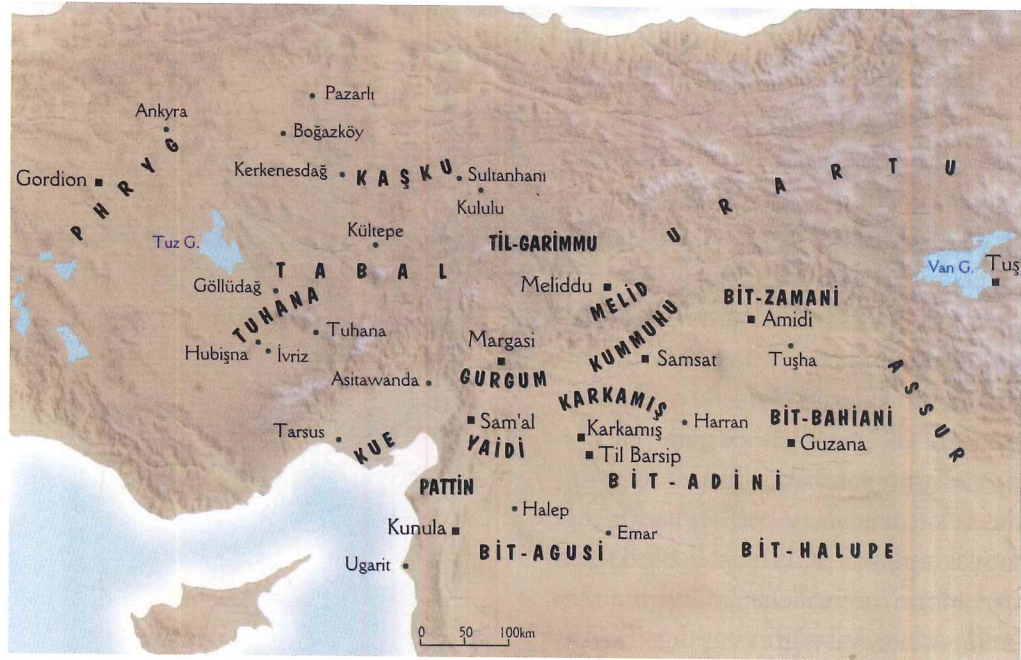 Pazarlı
Ankyra
Boğazköy
PHRYG
Gordion
Kerkenesdağ
KAŞKU
Sultanhanı
Kululu
URARTU
Tuz G.
Kültepe
TİL-GARİMMU
Van G.
Tuş
TABAL
Göllüdağ
Meliddu
MELİD
BİT-ZAMANİ
TUHANA
Amidi
Tuhana
KUMMUHU
Hubişna
İvriz
Margasi
Samsat
Tuşha
ASSUR
Asitawanda
GURGUM
KARKAMIŞ
Sam'al
Harran
BİT-BAHİANİ
Tarsus
KUE
YAİDİ
Karkamış
Guzana
Til Barsip
PATTİN
BİT-ADİNİ
Halep
Kunula
Emar
BİT-AGUSİ
BİT-HALUPE
Ugarit
0 50 100km